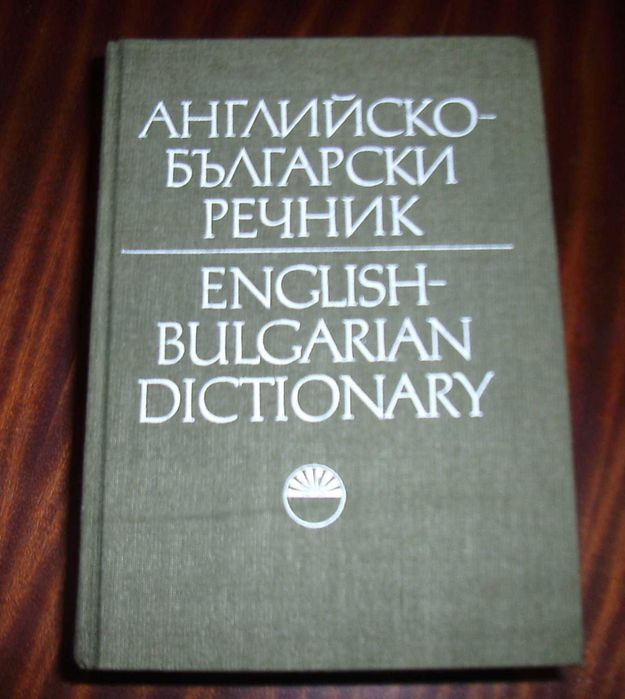 АНГЛИЙСКО-
БЪЛГАРСКИ
РЕЧНИК
ENGLISH-
BULGARIAN
DICTIONARY